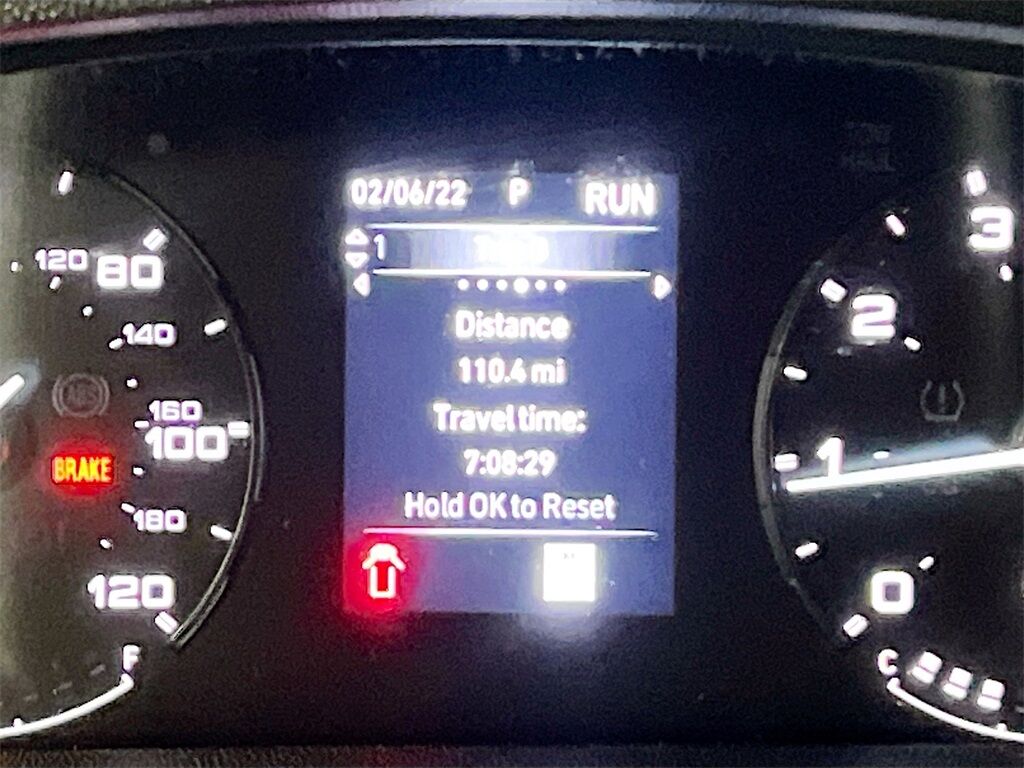 02/06/22 P RUN
1
Distance
110.4 mi
Travel time:
7:08:29
Hold OK to Reset
120 80
140
160
100
BRAKE
180
120
F
ABS
3
2
1
0
C